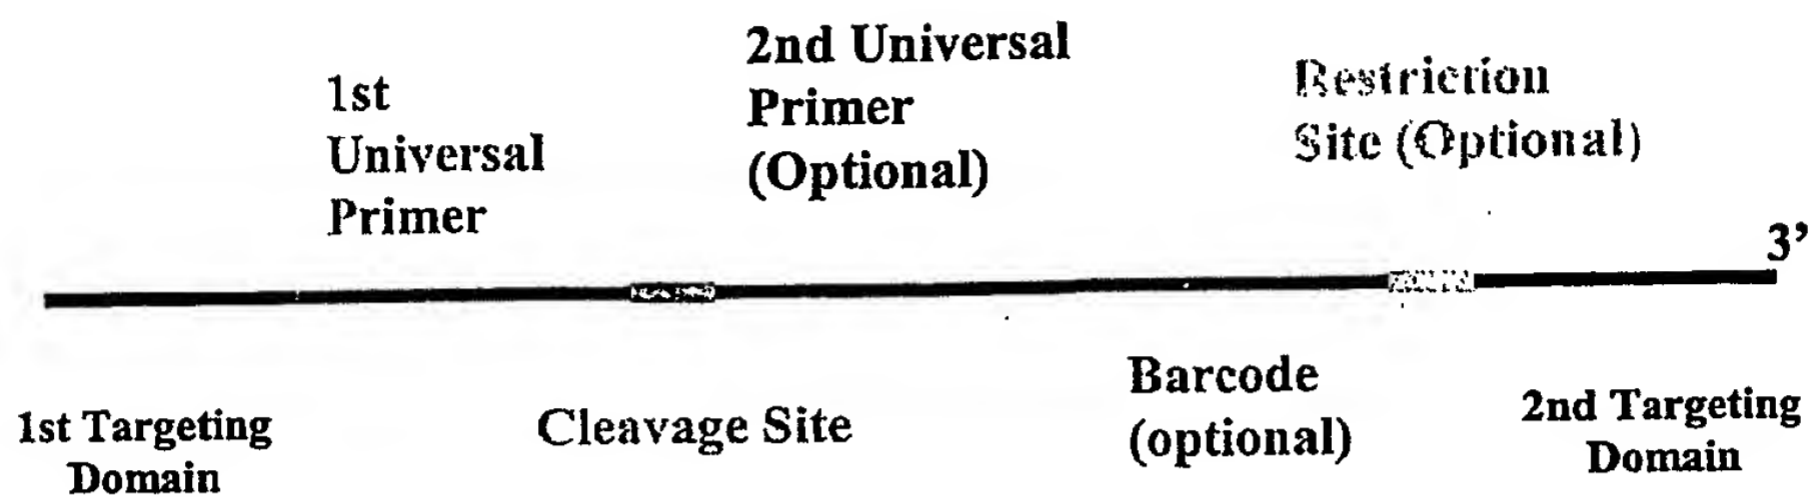 1st
Universal
Primer
2nd Universal
Primer
(Optional)
Restriction
Site (Optional)
3’
1st Targeting
Domain
Cleavage Site
Barcode
(optional)
2nd Targeting
Domain